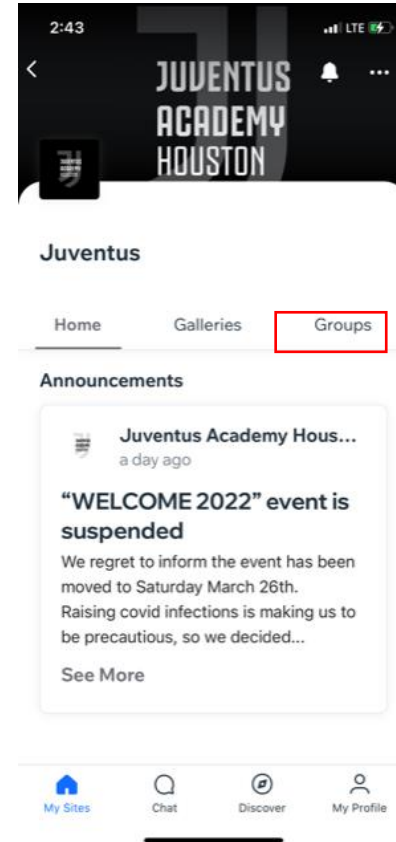 2:43
LTE
JUVENTUS
ACADEMY
HOUSTON
Juventus
Home Galleries Groups
Announcements
Juventus Academy Hous...
a day ago
“WELCOME 2022” event is
suspended
We regret to inform the event has been
moved to Saturday March 26th.
Raising covid infections is making us to
be precautious, so we decided...
See More
My Sites Chat Discover My Profile